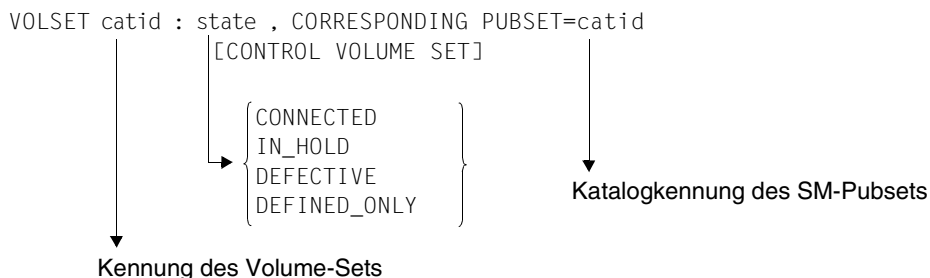 VOLSET catid : state , CORRESPONDING PUBSET=catid
[CONTROL VOLUME SET]
CONNECTED
IN_HOLD
DEFECTIVE
DEFINED_ONLY
Katalogkennung des SM-Pubsets
Kennung des Volume-Sets